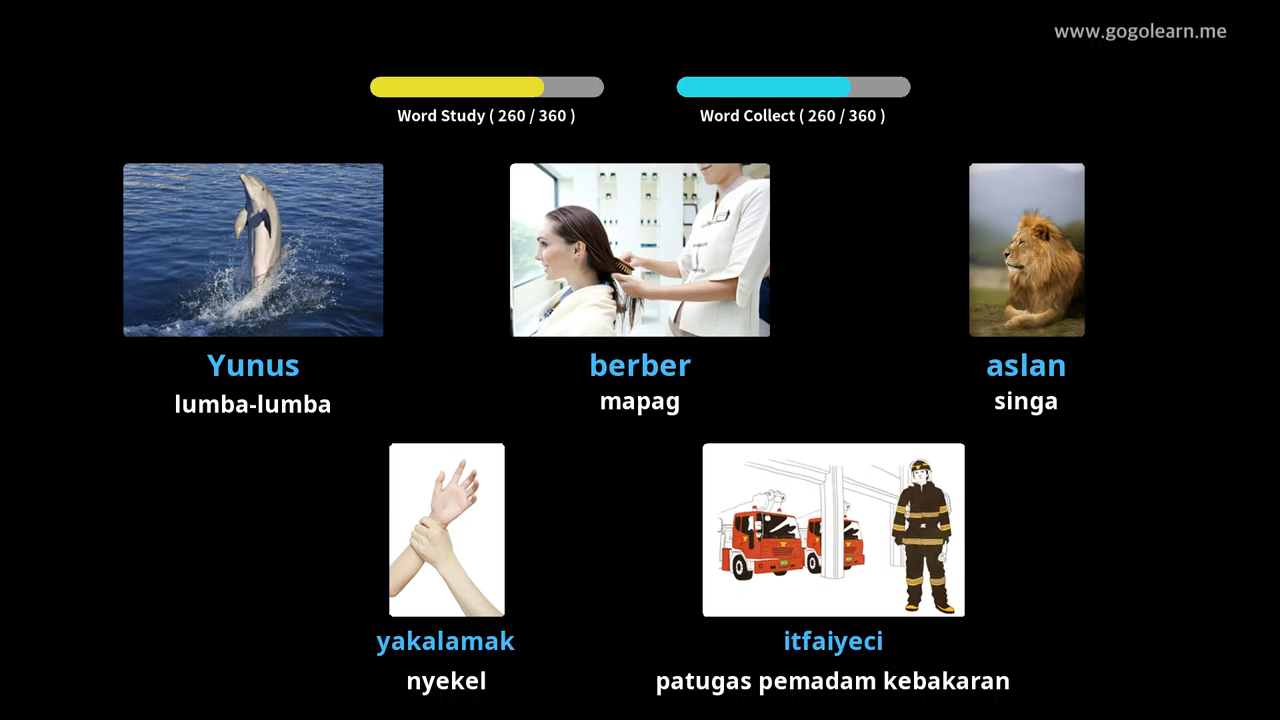 www.gogolearn.me
Word Study ( 260 / 360 )
Word Collect ( 260 / 360 )
Yunus
lumba-lumba
berber
mapag
aslan
singa
yakalamak
nyekel
itfaiyeci
patugas pemadam kebakaran